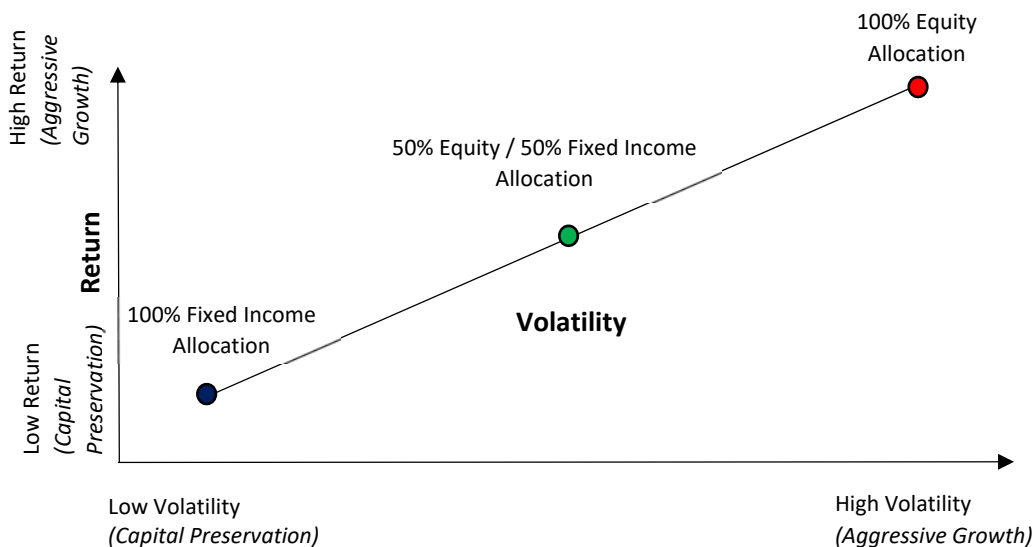 100% Equity
Allocation
High Return
(Aggressive
Growth)
50% Equity / 50% Fixed Income
Allocation
Return
100% Fixed Income
Allocation
Volatility
Low Return
(Capital
Preservation)
Low Volatility
(Capital Preservation)
High Volatility
(Aggressive Growth)